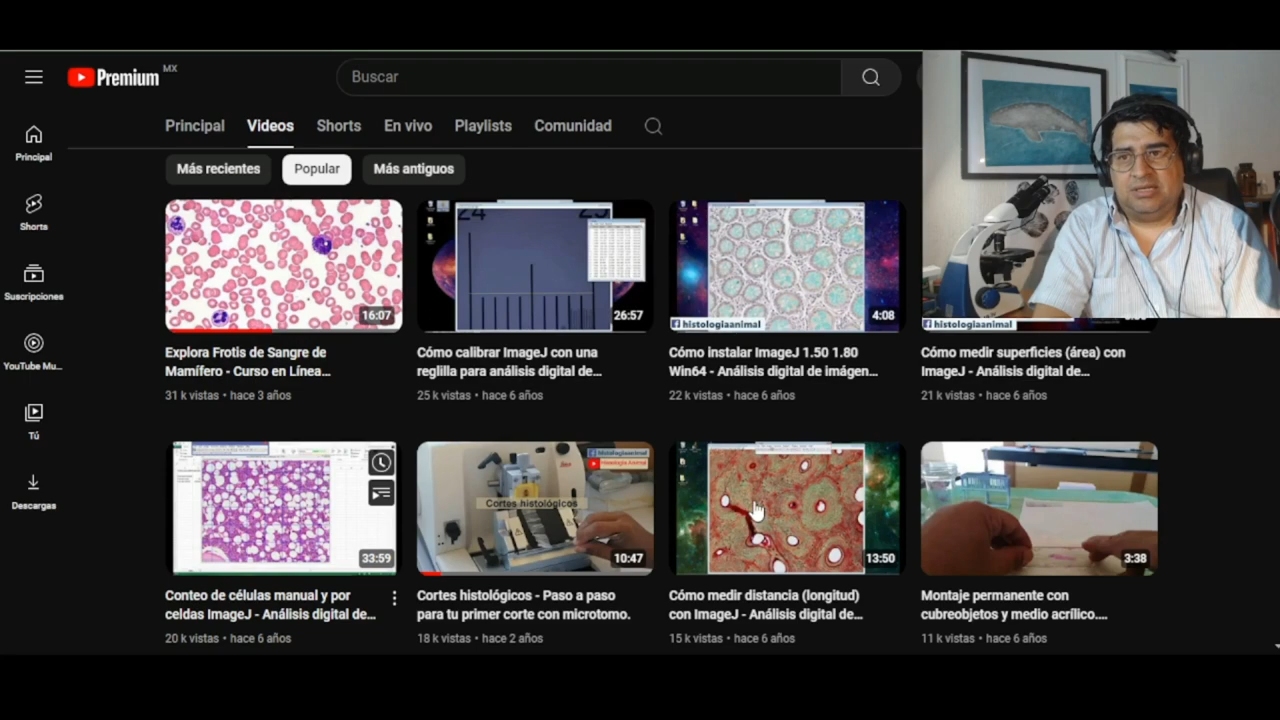 Premium MX
Buscar
Principal
Videos
Shorts
En vivo
Playlists
Comunidad
Principal
Shorts
Suscripciones
YouTube Mu...
Tú
Descargas
Más recientes
Popular
Más antiguos
16:07
Explora Frotis de Sangre de
Mamífero - Curso en Línea...
31 k vistas • hace 3 años
24
26:57
Cómo calibrar ImageJ con una
reglilla para análisis digital de...
25 k vistas • hace 6 años
histologiaanimal
4:08
Cómo instalar ImageJ 1.50 1.80
Win64 - Análisis digital de imágen...
22 k vistas • hace 6 años
histologiaanimal
Cómo medir superficies (área) con
ImageJ - Análisis digital de...
21 k vistas • hace 6 años
33:59
Conteo de células manual y por
celdas ImageJ - Análisis digital de...
20 k vistas • hace 6 años
Cortes histológicos
10:47
Cortes histológicos - Paso a paso
para tu primer corte con microtomo.
18 k vistas • hace 2 años
13:50
Cómo medir distancia (longitud)
con ImageJ - Análisis digital de...
15 k vistas • hace 6 años
3:38
Montaje permanente con
cubreobjetos y medio acrílico....
11 k vistas • hace 6 años